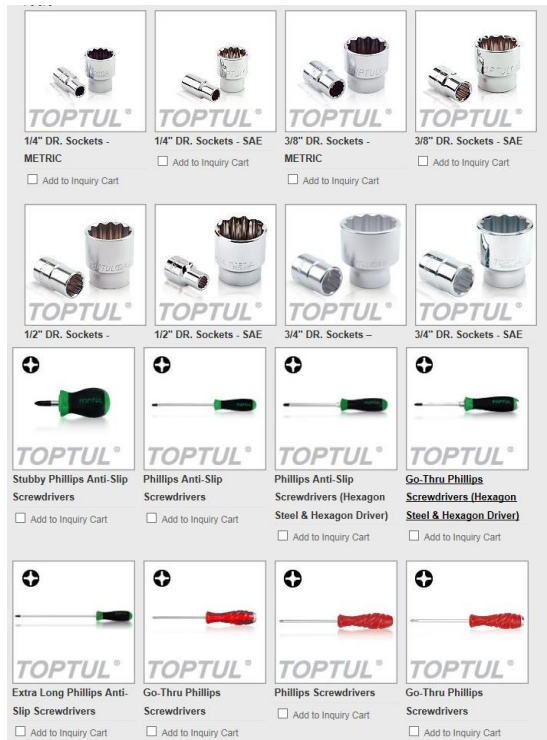 TOPTUL® TOPTUL® TOPTUL® TOPTUL®
1/4" DR. Sockets -
METRIC
Add to Inquiry Cart
1/4" DR. Sockets - SAE
Add to Inquiry Cart
3/8" DR. Sockets –
METRIC
Add to Inquiry Cart
3/8" DR. Sockets - SAE
Add to Inquiry Cart
TOPTUL® TOPTUL® TOPTUL® TOPTUL®
1/2" DR. Sockets -
1/2" DR. Sockets - SAE
3/4" DR. Sockets –
3/4" DR. Sockets - SAE
TOPTUL® TOPTUL® TOPTUL® TOPTUL®
Stubby Phillips Anti-Slip
Screwdrivers
Add to Inquiry Cart
Phillips Anti-Slip
Screwdrivers
Add to Inquiry Cart
Phillips Anti-Slip
Screwdrivers (Hexagon
Steel & Hexagon Driver)
Add to Inquiry Cart
Go-Thru Phillips
Screwdrivers (Hexagon
Steel & Hexagon Driver)
Add to Inquiry Cart
TOPTUL® TOPTUL® TOPTUL® TOPTUL®
Extra Long Phillips Anti-
Slip Screwdrivers
Add to Inquiry Cart
Go-Thru Phillips
Screwdrivers
Add to Inquiry Cart
Phillips Screwdrivers
Add to Inquiry Cart
Go-Thru Phillips
Screwdrivers
Add to Inquiry Cart